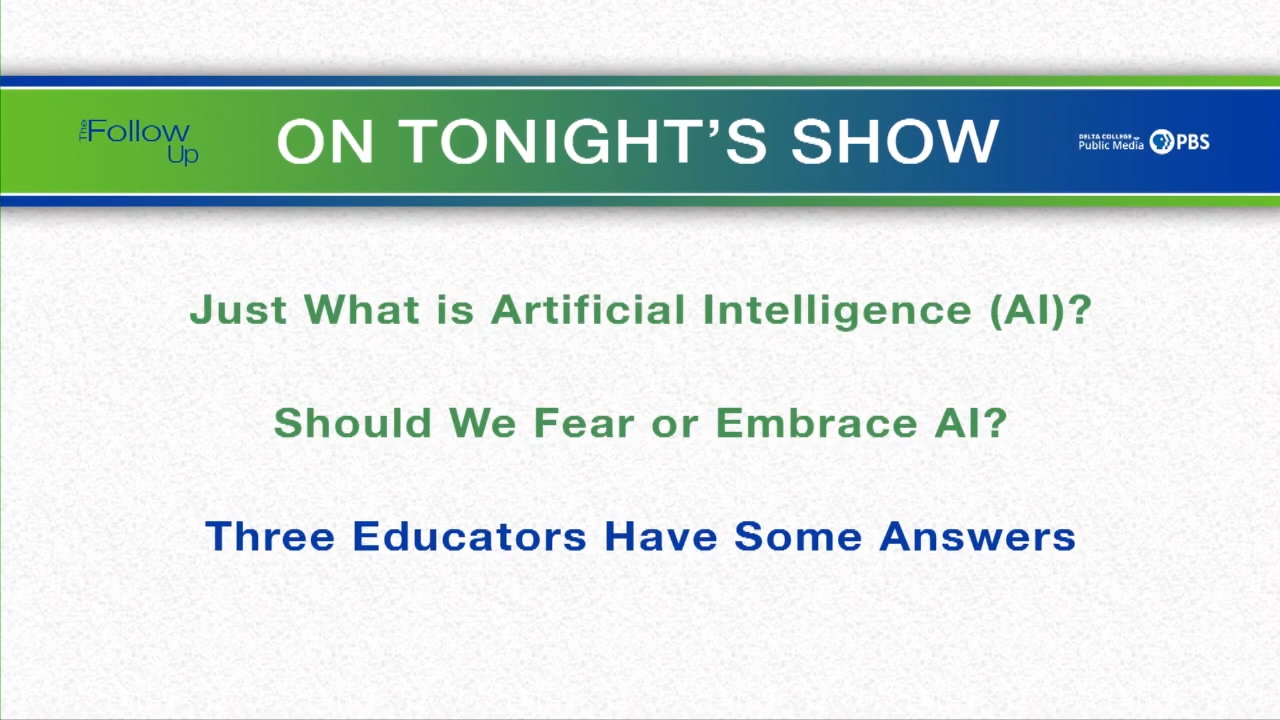 The
Follow
Up
ON TONIGHT'S SHOW
DELTA COLLEGE
Public Media
PBS
Just What is Artificial Intelligence (AI)?
Should We Fear or Embrace AI?
Three Educators Have Some Answers